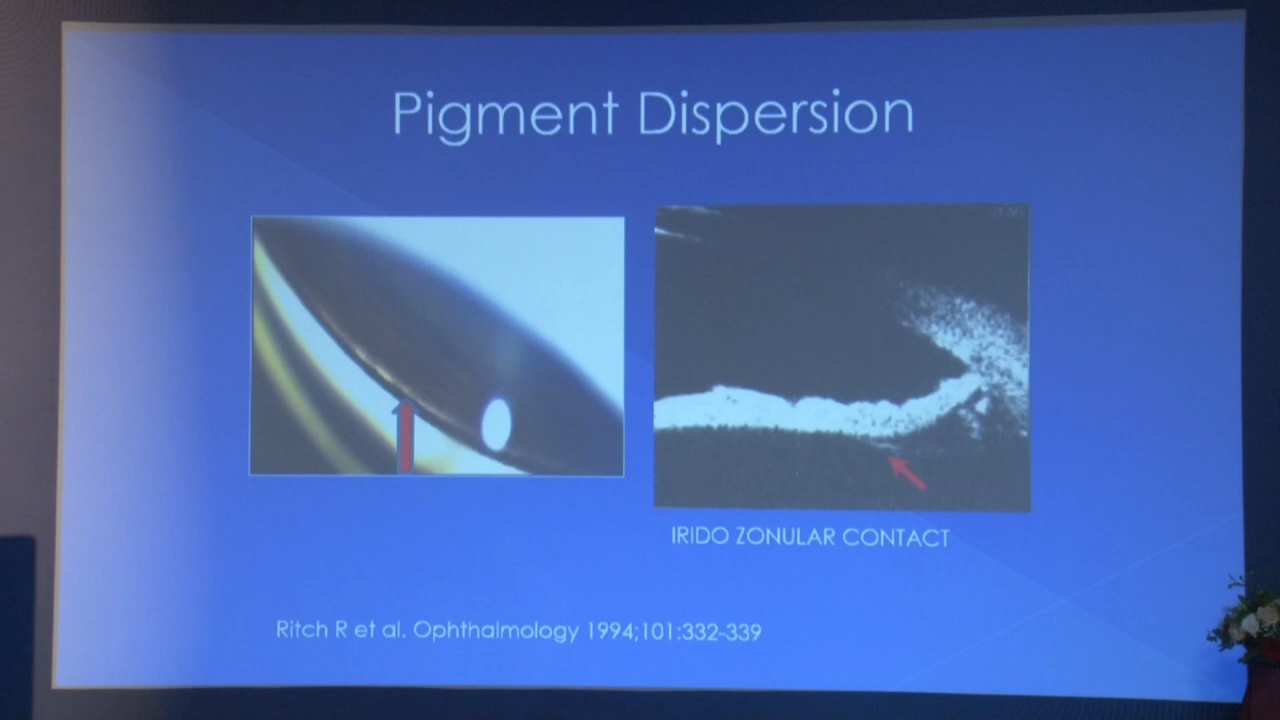 Pigment Dispersion
IRIDO ZONULAR CONTACT
Ritch R et al. Ophthalmology 1994;101:332-339